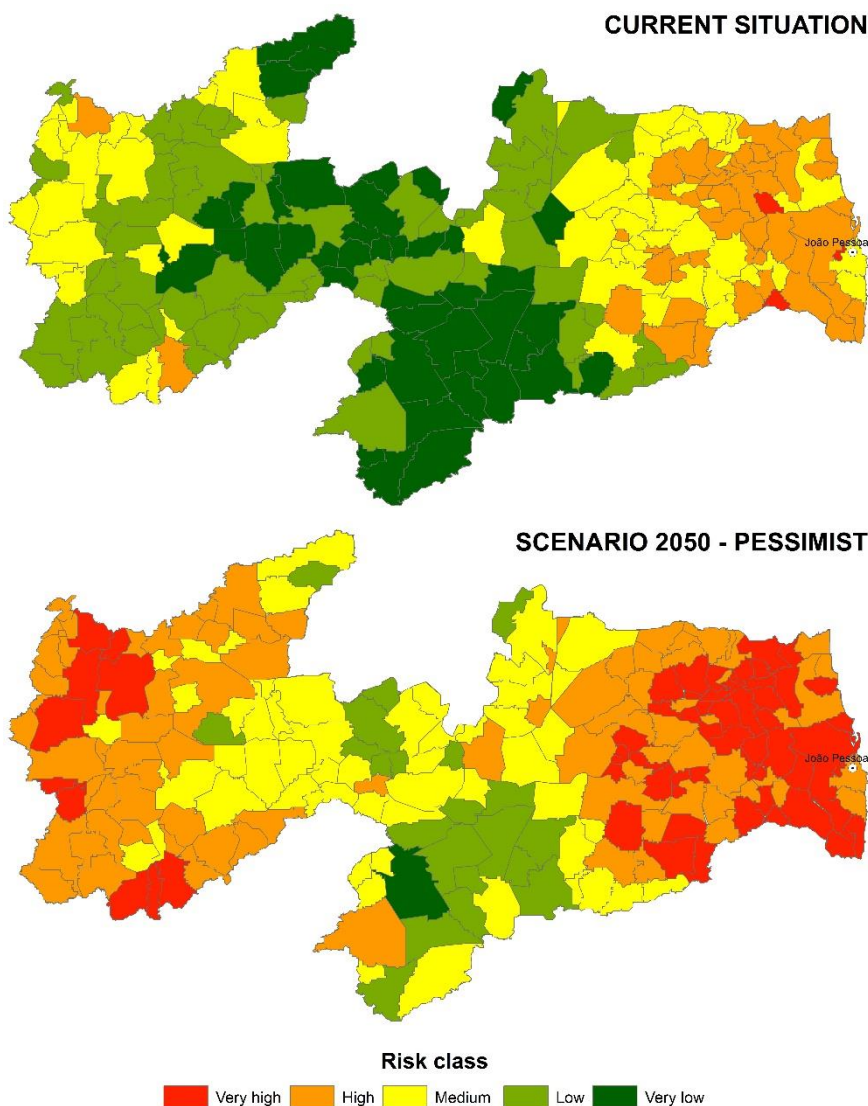 CURRENT SITUATION
João Pessoa
SCENARIO 2050 - PESSIMIST
João Pessoa
Risk class
Very high High Medium Low Very low